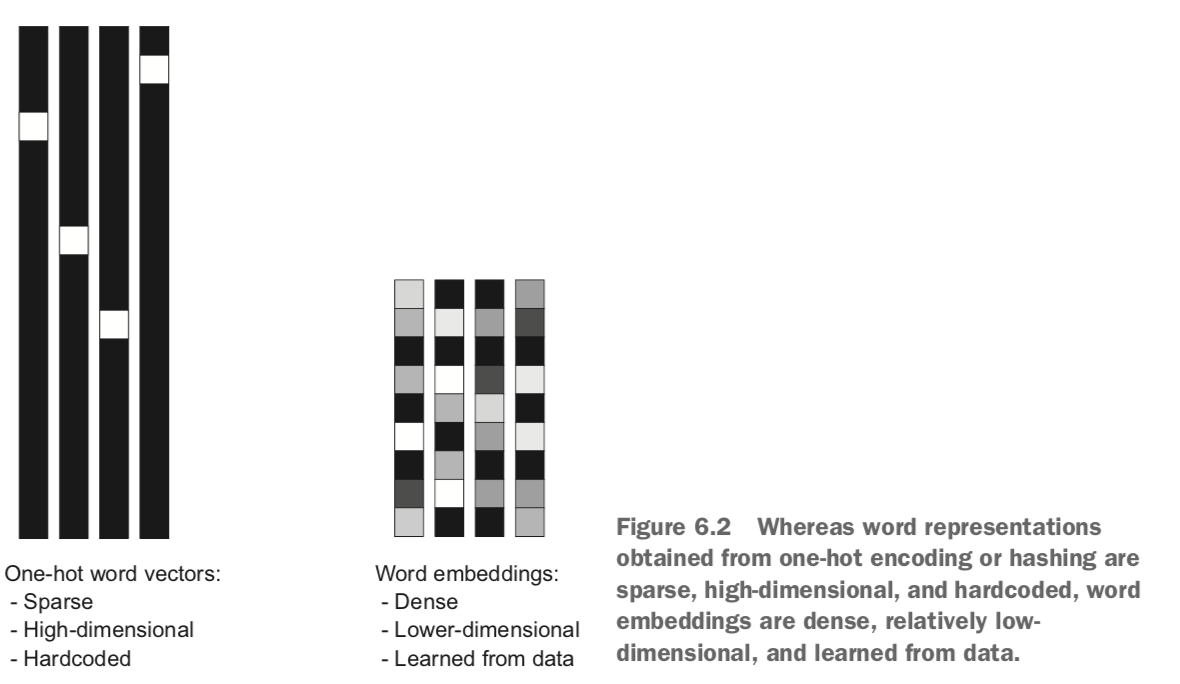 One-hot word vectors:
- Sparse
- High-dimensional
- Hardcoded
Word embeddings:
- Dense
- Lower-dimensional
- Learned from data
Figure 6.2 Whereas word representations
obtained from one-hot encoding or hashing are
sparse, high-dimensional, and hardcoded, word
embeddings are dense, relatively low-
dimensional, and learned from data.